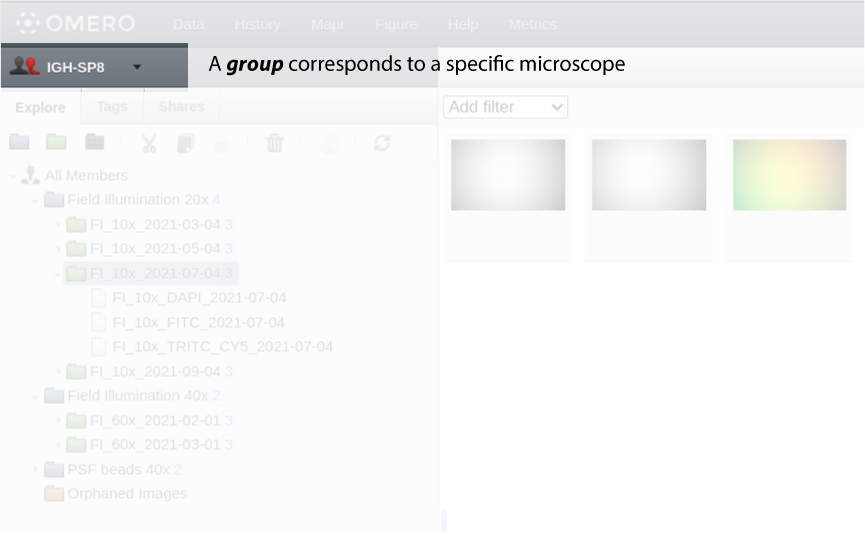 OMERO Data History Mapr Figure Help Metrics
IGH-SP8
A group corresponds to a specific microscope
Explore Tags Shares
Add filter
All Members
Field Illumination 20x 4
FI_10x_2021-03-04 3
FI_10x_2021-05-04 3
FI_10x_2021-07-04 3
FI_10x_DAPI_2021-07-04
FI_10x_FITC_2021-07-04
FI_10x_TRITC_CY5_2021-07-04
FI_10x_2021-09-04 3
Field Illumination 40x 2
FI_60x_2021-02-01 3
FI_60x_2021-03-01 3
PSF beads 40x 2
Orphaned Images